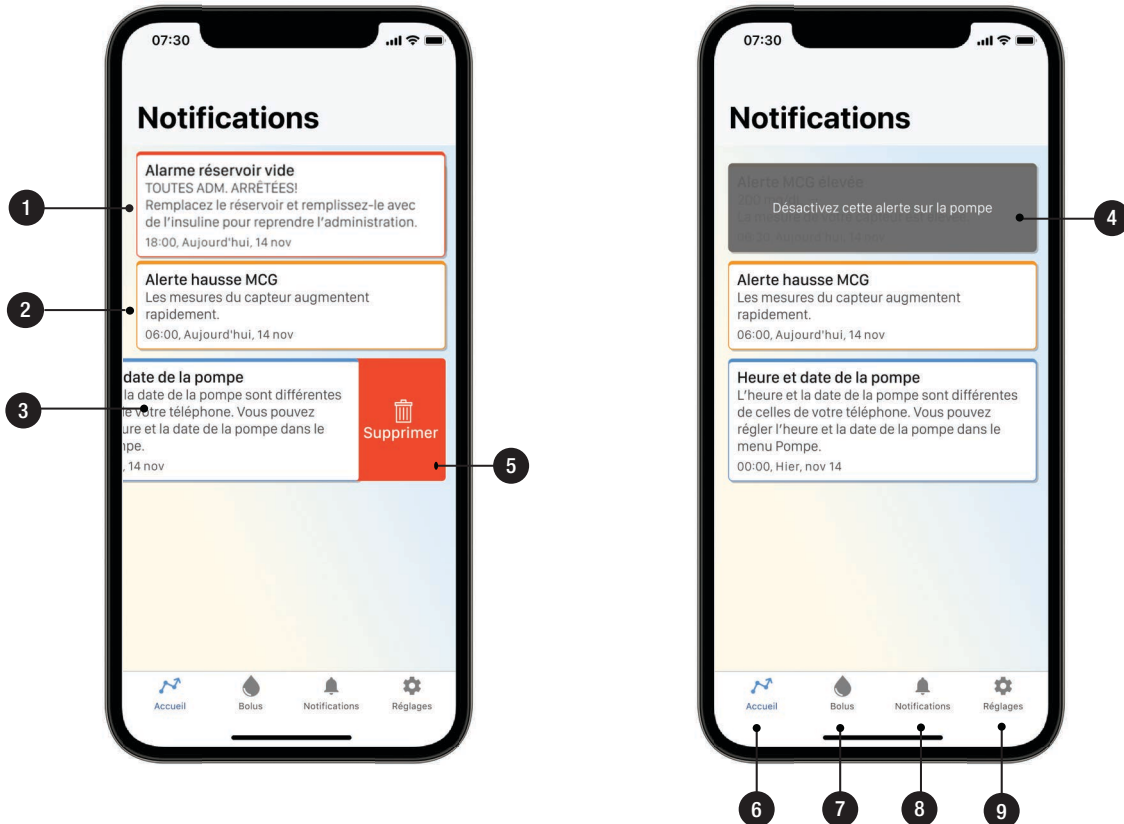 07:30
Notifications
Alarme réservoir vide
TOUTES ADM. ARRÊTÉES!
Remplacez le réservoir et remplissez-le avec
de l'insuline pour reprendre l'administration.
18:00, Aujourd'hui, 14 nov
1
Alerte hausse MCG
Les mesures du capteur augmentent
rapidement.
06:00, Aujourd'hui, 14 nov
2
date de la pompe
la date de la pompe sont différentes
e votre téléphone. Vous pouvez
ure et la date de la pompe dans le
pe.
, 14 nov
3
Supprimer
5
Accueil
Bolus
Notifications
Réglages
07:30
Notifications
Alerte MCG élevée
Désactivez cette alerte sur la pompe
4
Alerte hausse MCG
Les mesures du capteur augmentent
rapidement.
06:00, Aujourd'hui, 14 nov
Heure et date de la pompe
L'heure et la date de la pompe sont différentes
de celles de votre téléphone. Vous pouvez
régler l'heure et la date de la pompe dans le
menu Pompe.
00:00, Hier, nov 14
Accueil
Bolus
Notifications
Réglages
6
7
8
9